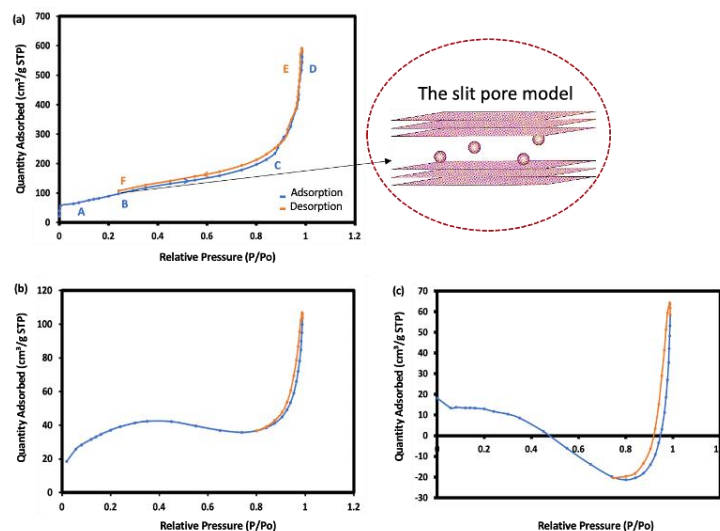 (a)
700
600
500
400
300
200
100
0
Quantity Adsorbed (cm³/g STP)
E D
C
F
A B
Adsorption
Desorption
0 0.2 0.4 0.6 0.8 1 1.2
Relative Pressure (P/Po)
The slit pore model
(b)
120
100
80
60
40
20
0
Quantity Adsorbed (cm³/g STP)
0 0.2 0.4 0.6 0.8 1 1.2
Relative Pressure (P/Po)
(c)
70
60
50
40
30
20
10
0
-10
-20
-30
Quantity Adsorbed (cm³/g STP)
0 0.2 0.4 0.6 0.8 1 1.2
Relative Pressure (P/Po)